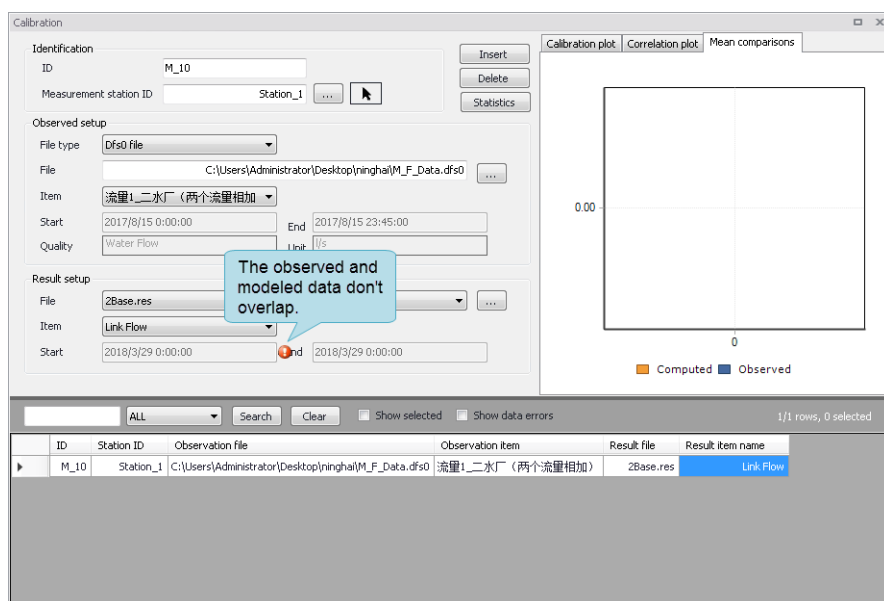 Calibration
Identification
ID M_10
Measurement station ID Station_1 ...
Insert
Delete
Statistics
Observed setup
File type Dfs0 file
File C:\Users\Administrator\Desktop\ninghai\M_F_Data.dfs0 ...
Item 流量1_二水厂（两个流量相加
Start 2017/8/15 0:00:00 End 2017/8/15 23:45:00
Quality Water Flow Unit l/s
The observed and
modeled data don't
overlap.
Result setup
File 2Base.res ...
Item Link Flow
Start 2018/3/29 0:00:00 nd 2018/3/29 0:00:00
Calibration plot Correlation plot Mean comparisons
0.00
0
Computed Observed
ALL Search Clear Show selected Show data errors 1/1 rows, 0 selected
ID Station ID Observation file Observation item Result file Result item name
M_10 Station_1 C:\Users\Administrator\Desktop\ninghai\M_F_Data.dfs0 流量1_二水厂（两个流量相加） 2Base.res Link Flow